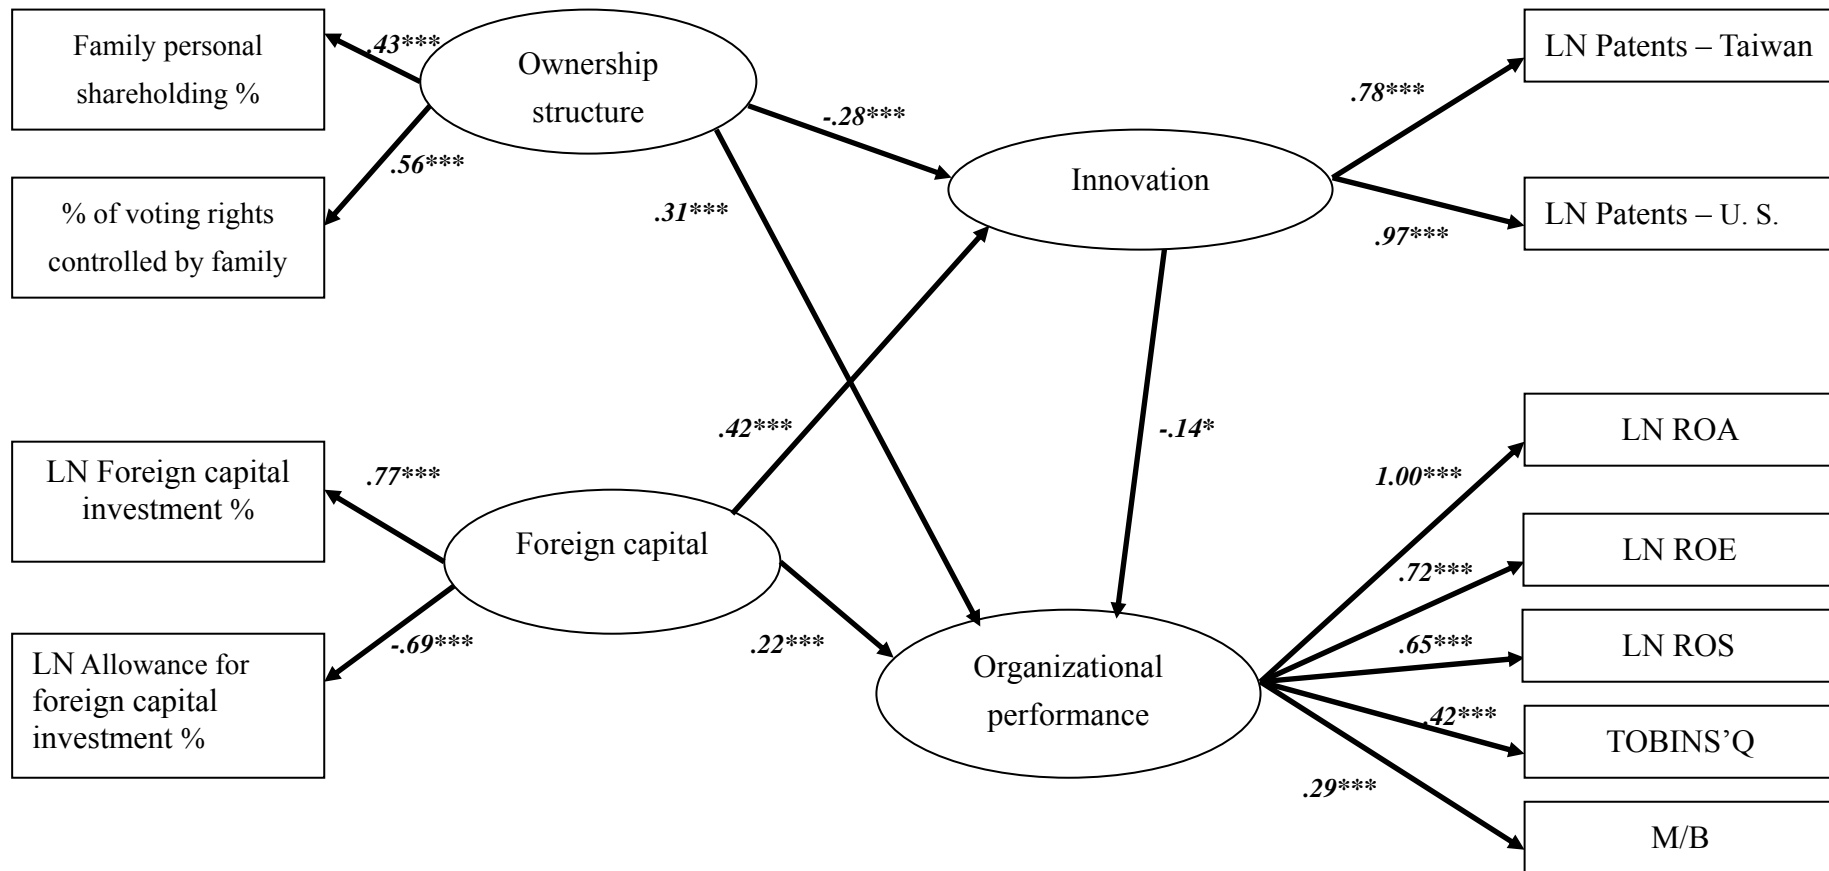 Family personal
shareholding %
.43***
Ownership
structure
LN Patents – Taiwan
.78***
-.28***
.56***
Innovation
% of voting rights
controlled by family
.31***
LN Patents – U. S.
.97***
.42***
-.14*
LN ROA
1.00***
LN Foreign capital
investment %
.77***
Foreign capital
LN ROE
.72***
LN Allowance for
foreign capital
investment %
-.69***
.22***
Organizational
performance
.65***
LN ROS
.42***
TOBINS’Q
.29***
M/B